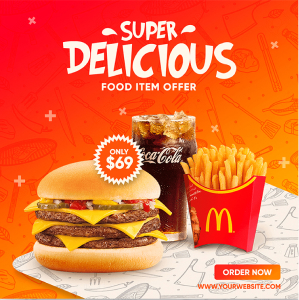 SUPER
DELICIOUS
FOOD ITEM OFFER
ONLY
$69
Coca-Cola
M
ORDER NOW
WWW.YOURWEBSITE.COM